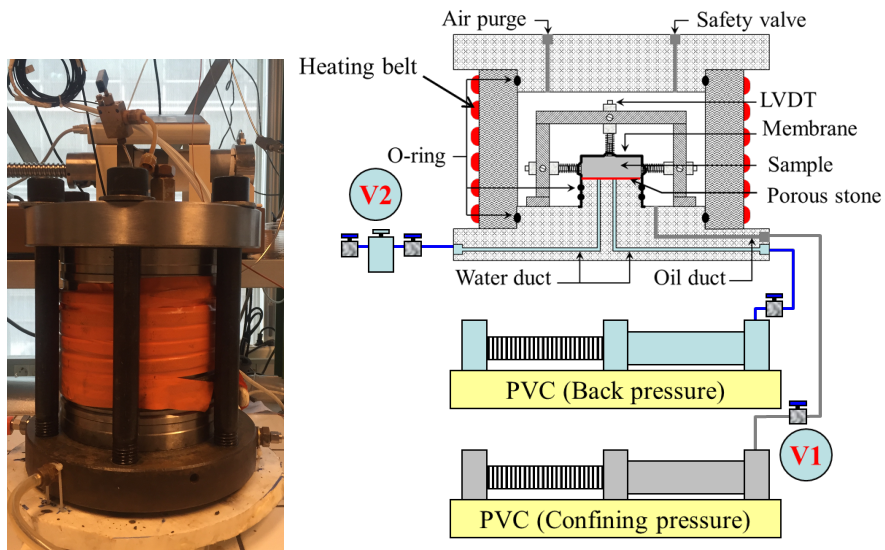 Air purge
Safety valve
Heating belt
LVDT
Membrane
O-ring
Sample
Porous stone
V2
Water duct
Oil duct
PVC (Back pressure)
V1
PVC (Confining pressure)